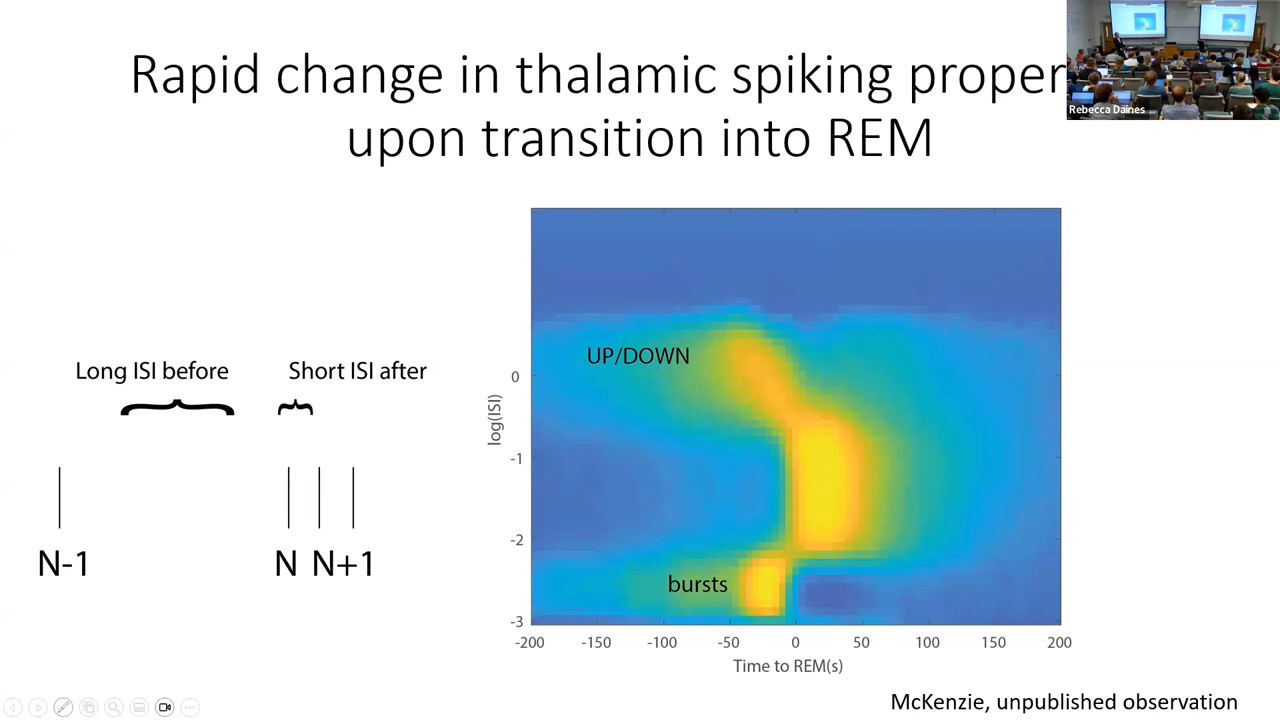 Rapid change in thalamic spiking proper
upon transition into REM
Rebecca Daines
Long ISI before
Short ISI after
N-1
N N+1
UP/DOWN
bursts
log(ISI)
0
-1
-2
-3
-200 -150 -100 -50 0 50 100 150 200
Time to REM(s)
McKenzie, unpublished observation